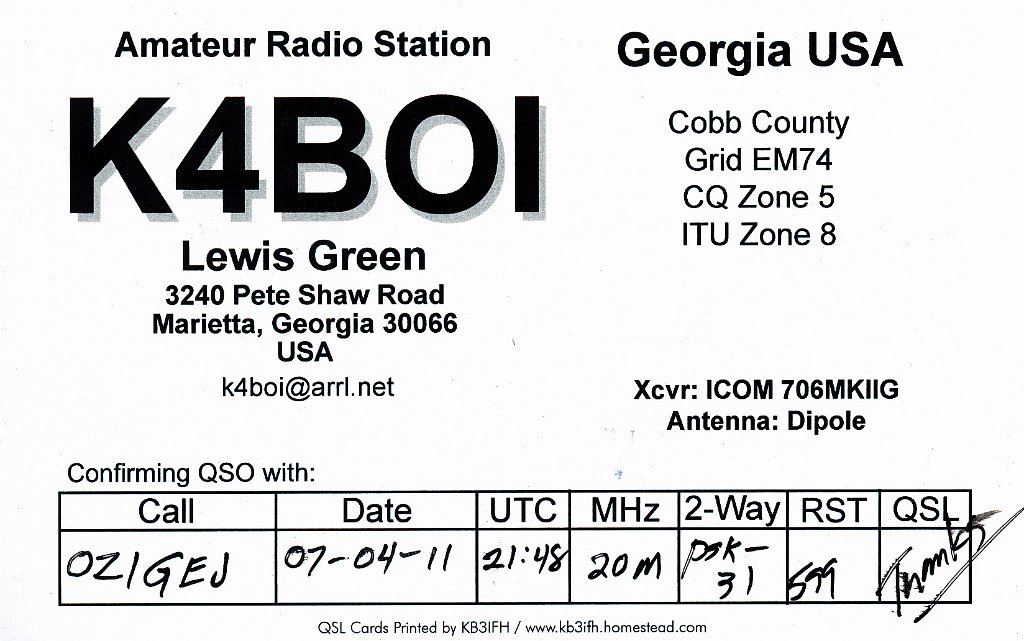 Amateur Radio Station
K4BOI
Lewis Green
3240 Pete Shaw Road
Marietta, Georgia 30066
USA
k4boi@arrl.net
Georgia USA
Cobb County
Grid EM74
CQ Zone 5
ITU Zone 8
Xcvr: ICOM 706MKIIG
Antenna: Dipole
Confirming QSO with:
Call Date UTC MHz 2-Way RST QSL
OZ1GEJ 07-04-11 21:48 20M PSK-31 599 Thanks
QSL Cards Printed by KB3IFH / www.kb3ifh.homestead.com